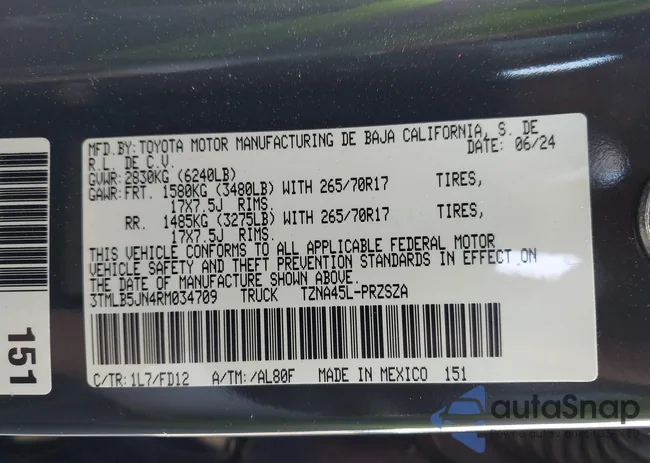 MFD.BY:TOYOTA MOTOR MANUFACTURING DE BAJA CALIFORNIA, S. DE
R.L. DE C.V. DATE: 06/24
GVWR:2830KG (6240LB)
GAWR:FRT. 1580KG (3480LB) WITH 265/70R17 TIRES,
17X7.5J RIMS.
RR. 1485KG (3275LB) WITH 265/70R17 TIRES,
17X7.5J RIMS.
THIS VEHICLE CONFORMS TO ALL APPLICABLE FEDERAL MOTOR
VEHICLE SAFETY AND THEFT PREVENTION STANDARDS IN EFFECT ON
THE DATE OF MANUFACTURE SHOWN ABOVE.
3TMLB5JN4RM034709 TRUCK TZNA45L-PRZSZA
C/TR:1L7/FD12 A/TM:/AL80F MADE IN MEXICO 151
151
autoSnap